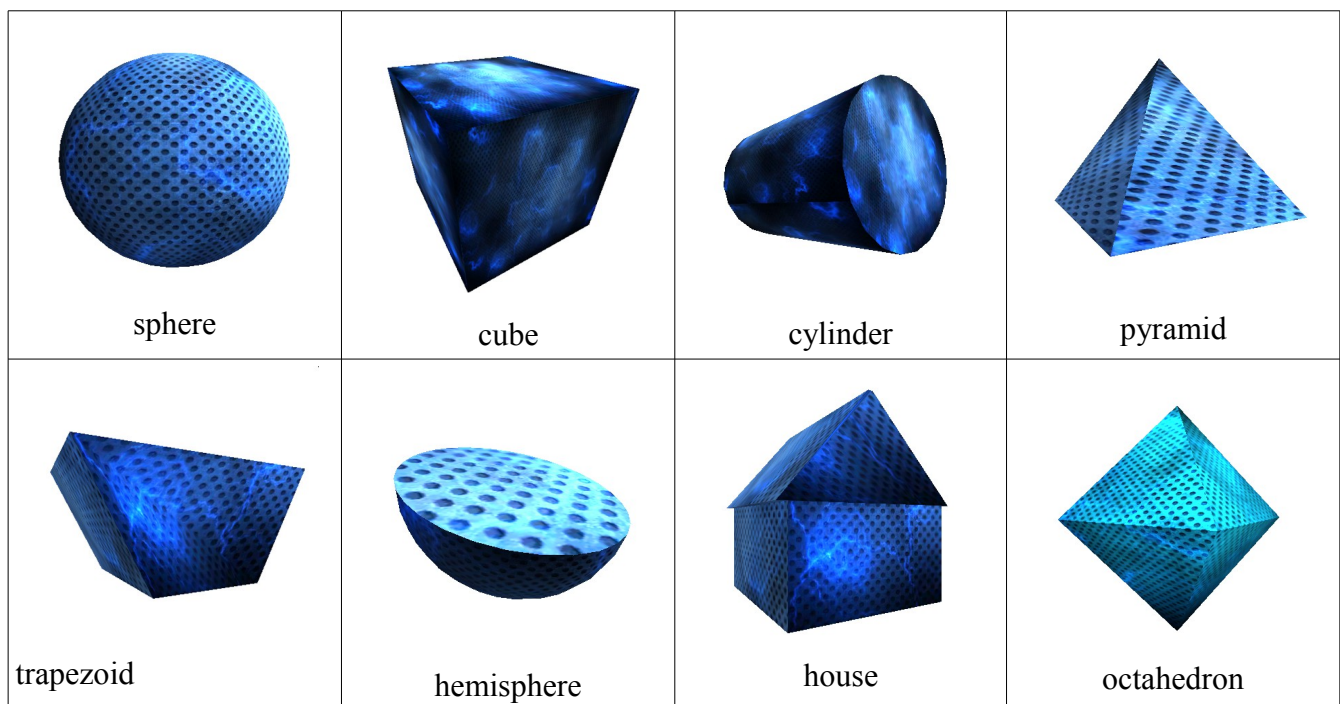 sphere
cube
cylinder
pyramid
trapezoid
hemisphere
house
octahedron